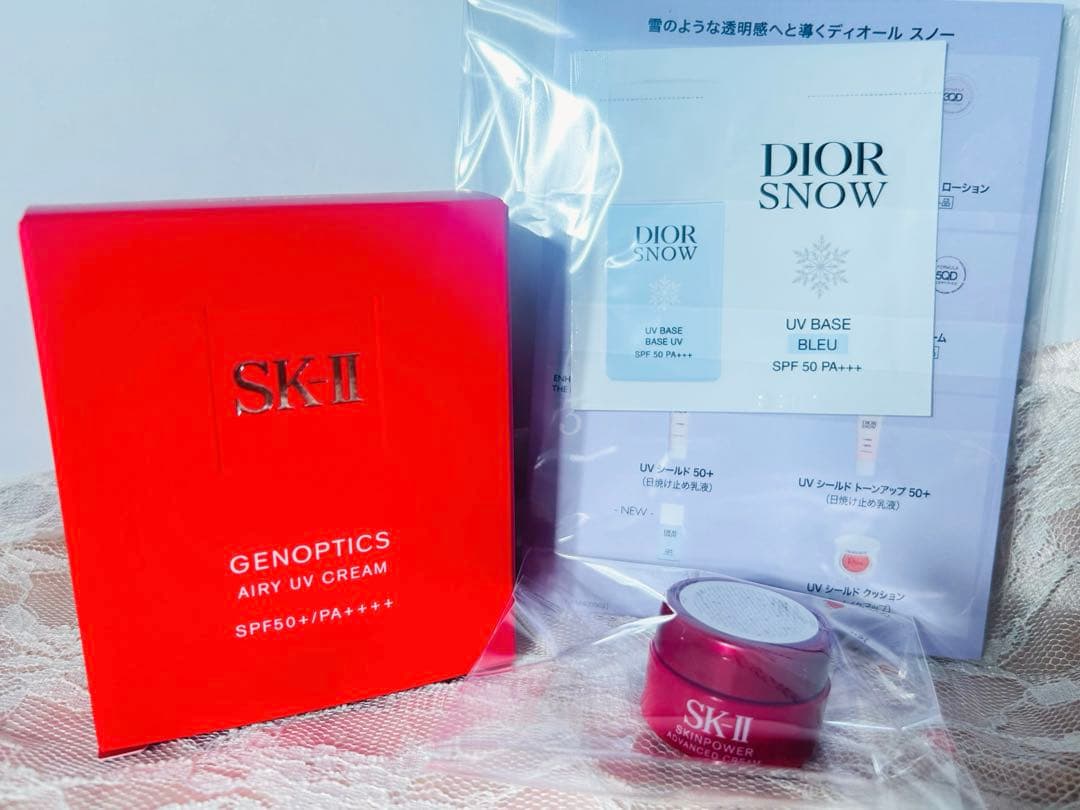 SK-II
GENOPTICS
AIRY UV CREAM
SPF50+/PA++++
雪のような透明感へと導くディオール スノー
DIOR
SNOW
UV BASE
BLEU
SPF 50 PA+++
DIOR
SNOW
UV BASE
BASE UV
SPF 50 PA+++
ローション
UV シールド 50+
(日焼け止め乳液)
UV シールド トーンアップ 50+
(日焼け止め乳液)
- NEW -
UV シールド クッション
SK-II
SKINPOWER
ADVANCED CREAM